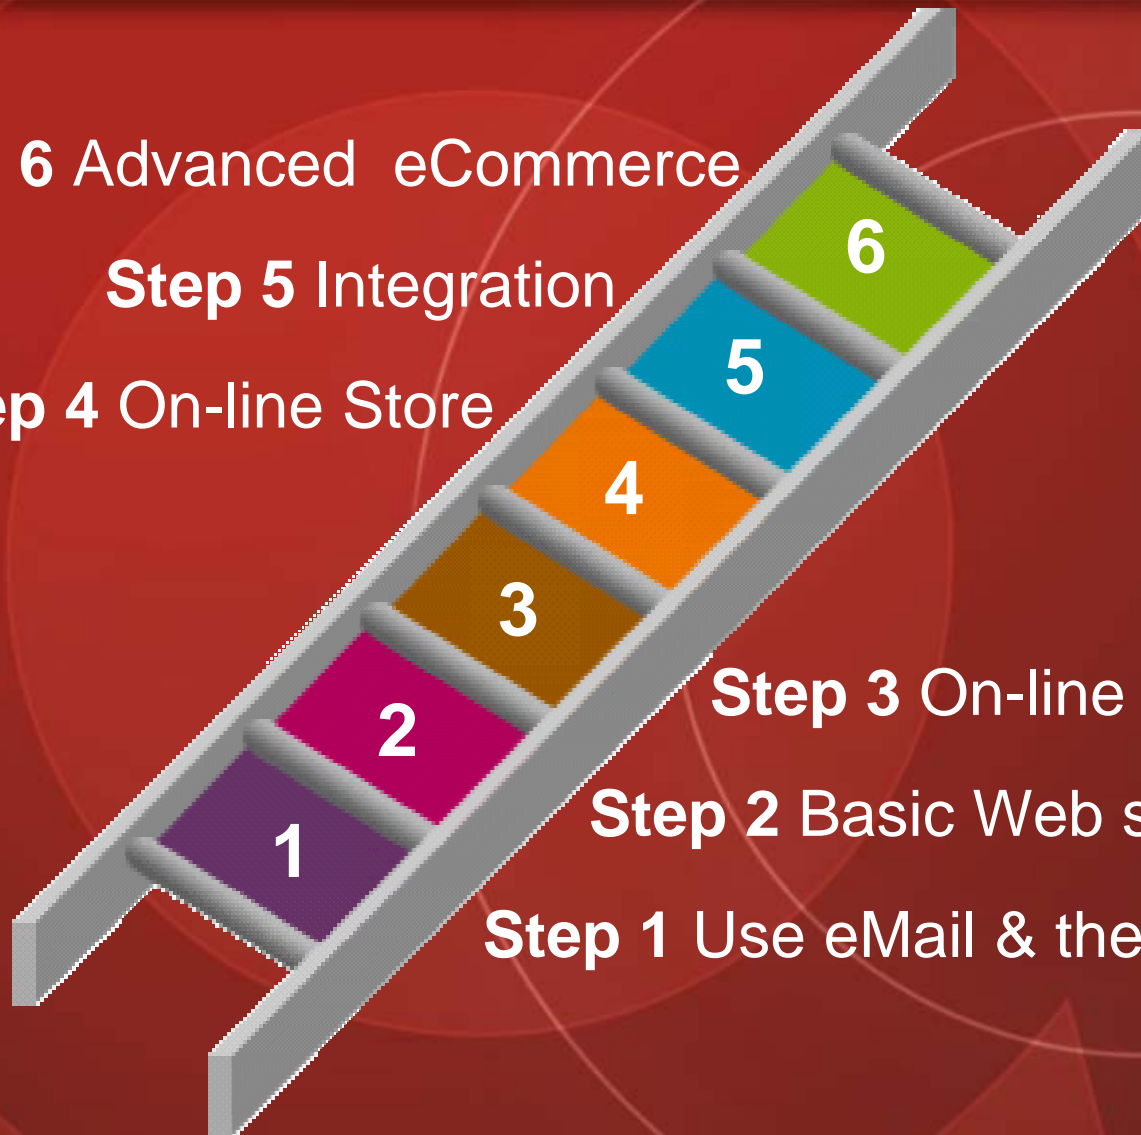 6 Advanced eCommerce
6
Step 5 Integration
5
4 On-line Store
4
3
Step 3 On-line
2
Step 2 Basic Web
1
Step 1 Use eMail & the